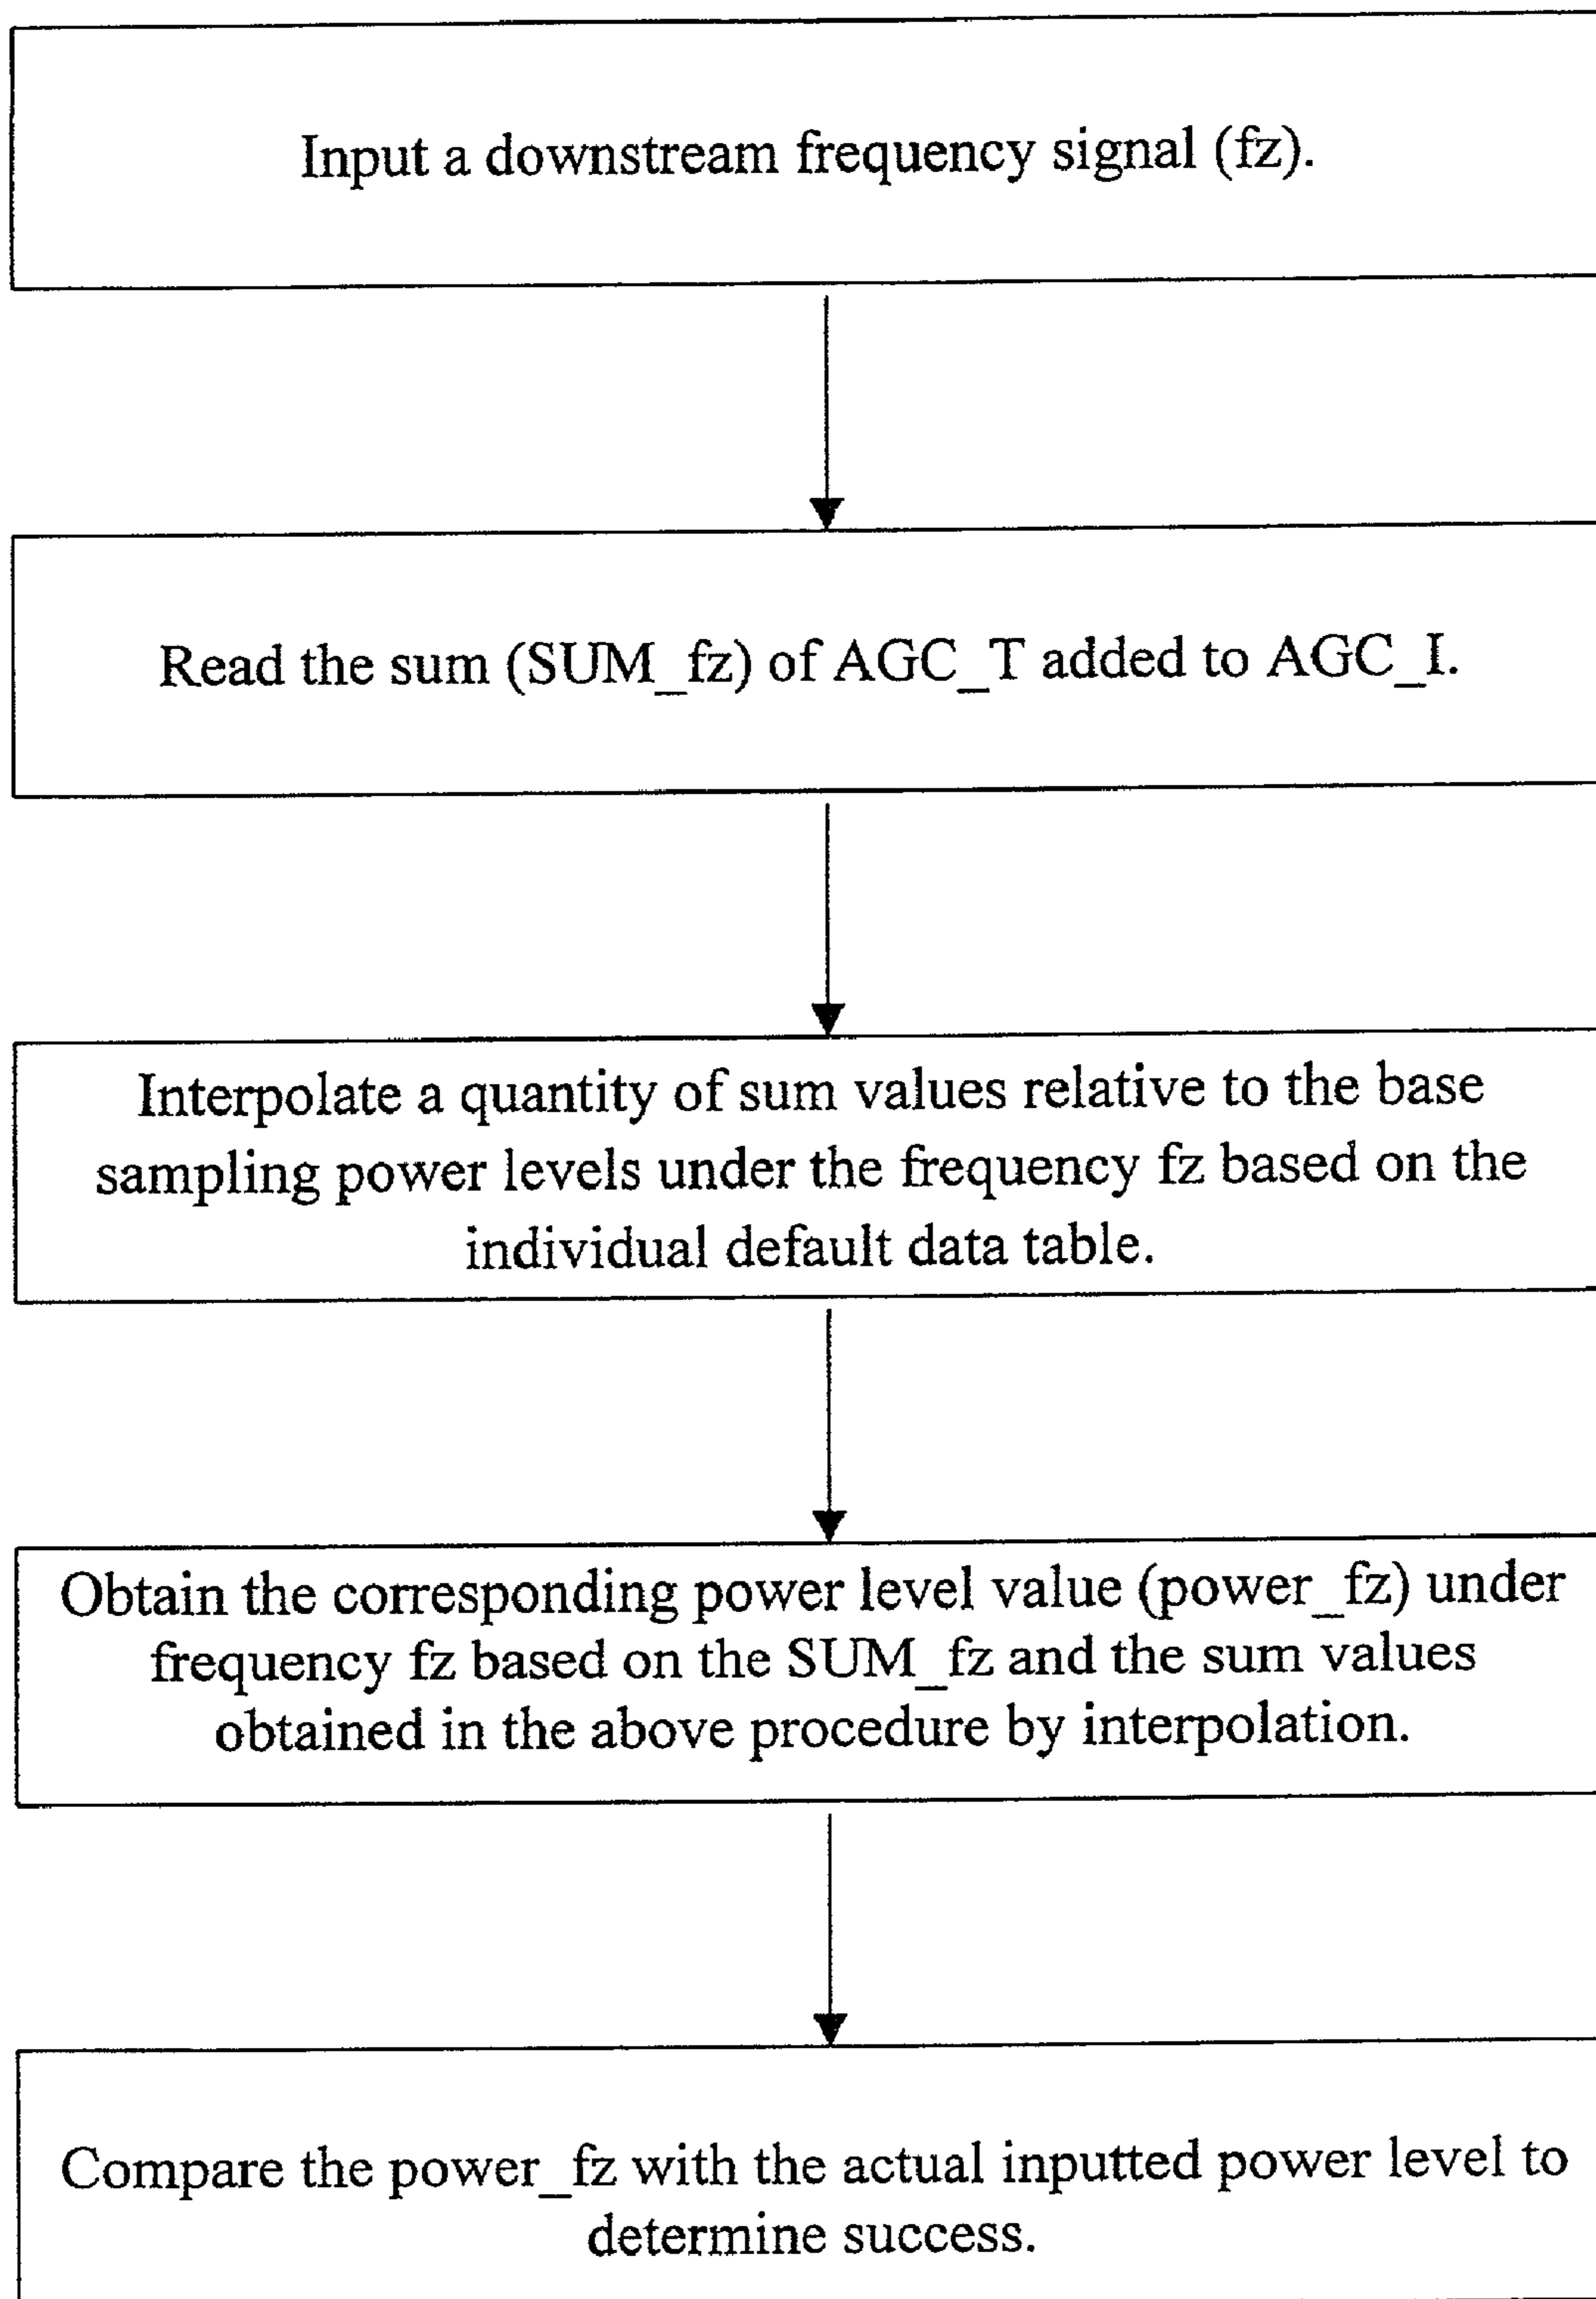 Input a downstream frequency signal (fz).
Read the sum (SUM_fz) of AGC_T added to AGC_I.
Interpolate a quantity of sum values relative to the base
sampling power levels under the frequency fz based on the
individual default data table.
Obtain the corresponding power level value (power_fz) under
frequency fz based on the SUM_fz and the sum values
obtained in the above procedure by interpolation.
Compare the power_fz with the actual inputted power level to
determine success.